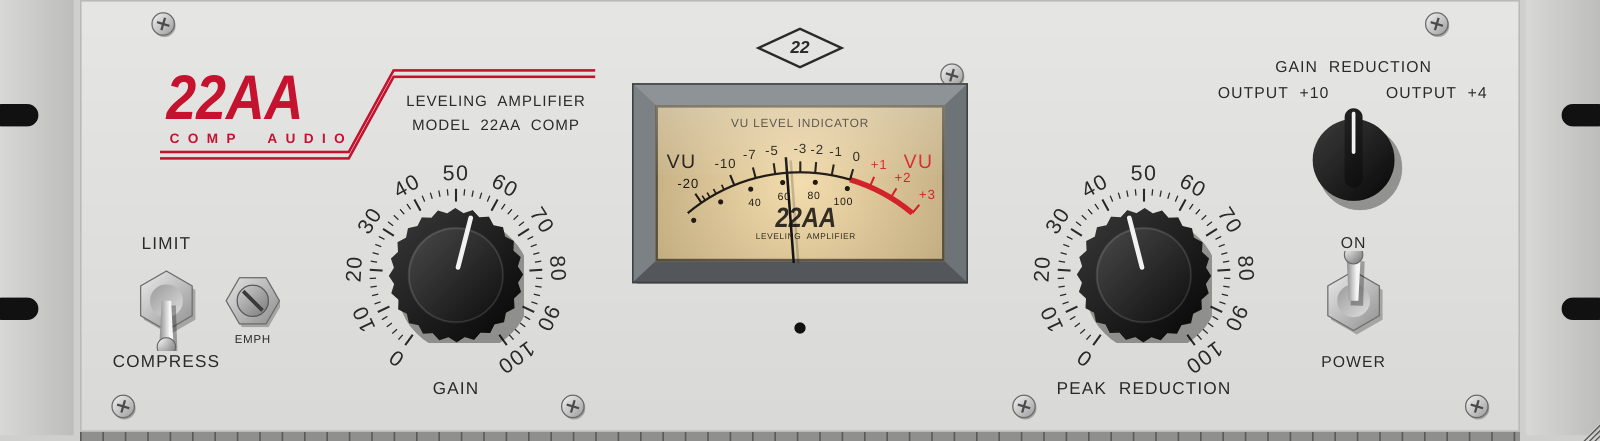 22
22AA
COMP AUDIO
LEVELING AMPLIFIER
MODEL 22AA COMP
VU LEVEL INDICATOR
VU -20 -10 -7 -5 -3 -2 -1 0 +1 +2 +3 VU
40 60 80 100
22AA
LEVELING AMPLIFIER
GAIN REDUCTION
OUTPUT +10 OUTPUT +4
LIMIT
COMPRESS
EMPH
0 10 20 30 40 50 60 70 80 90 100
GAIN
0 10 20 30 40 50 60 70 80 90 100
PEAK REDUCTION
ON
POWER